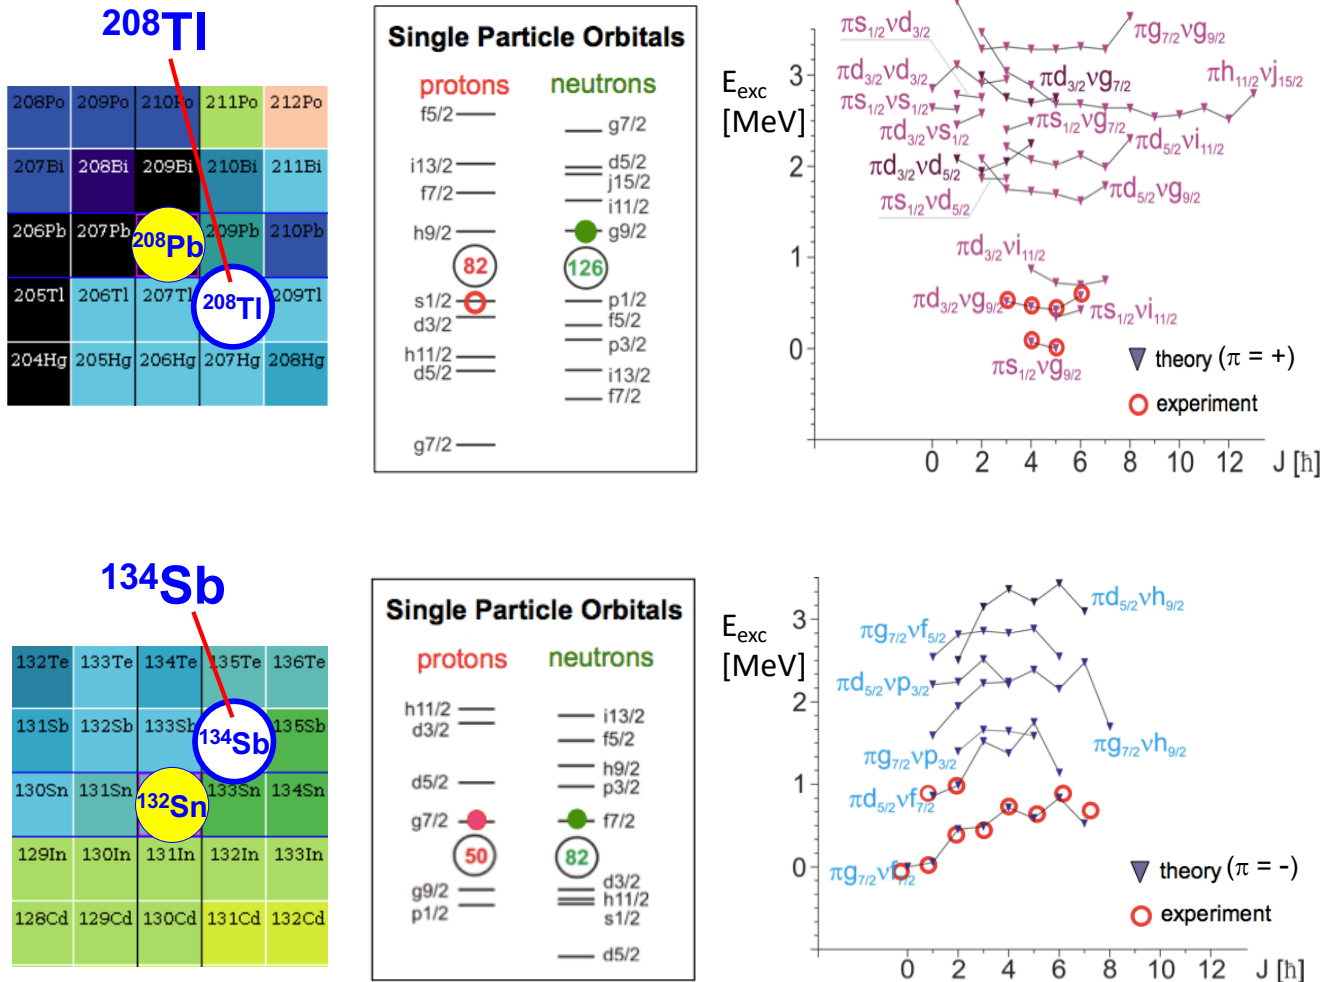 208Tl
208Po 209Po 210Po 211Po 212Po
207Bi 208Bi 209Bi 210Bi 211Bi
206Pb 207Pb 208Pb 209Pb 210Pb
205Tl 206Tl 207Tl 208Tl 209Tl
204Hg 205Hg 206Hg 207Hg 208Hg
Single Particle Orbitals
protons neutrons
f5/2
i13/2
f7/2
h9/2
82
s1/2
d3/2
h11/2
d5/2
g7/2
g7/2
d5/2
j15/2
i11/2
g9/2
126
p1/2
f5/2
p3/2
i13/2
f7/2
Eexc
[MeV]
3
2
1
0
πs1/2νd3/2
πg7/2νg9/2
πd3/2νd3/2
πd3/2νg7/2
πh11/2νj15/2
πs1/2νs1/2
πs1/2νg7/2
πd3/2νs1/2
πd5/2νi11/2
πd3/2νd5/2
πd5/2νg9/2
πs1/2νd5/2
πd3/2νi11/2
πd3/2νg9/2
πs1/2νi11/2
πs1/2νg9/2
theory (π = +)
experiment
0 2 4 6 8 10 12 J [ħ]
134Sb
132Te 133Te 134Te 135Te 136Te
131Sb 132Sb 133Sb 134Sb 135Sb
130Sn 131Sn 132Sn 133Sn 134Sn
129In 130In 131In 132In 133In
128Cd 129Cd 130Cd 131Cd 132Cd
Single Particle Orbitals
protons neutrons
h11/2
d3/2
d5/2
g7/2
50
g9/2
p1/2
i13/2
f5/2
h9/2
p3/2
f7/2
82
d3/2
h11/2
s1/2
d5/2
Eexc
[MeV]
3
2
1
0
πd5/2νh9/2
πg7/2νf5/2
πd5/2νp3/2
πg7/2νh9/2
πg7/2νp3/2
πd5/2νf7/2
πg7/2νf7/2
theory (π = -)
experiment
0 2 4 6 8 10 12 J [ħ]